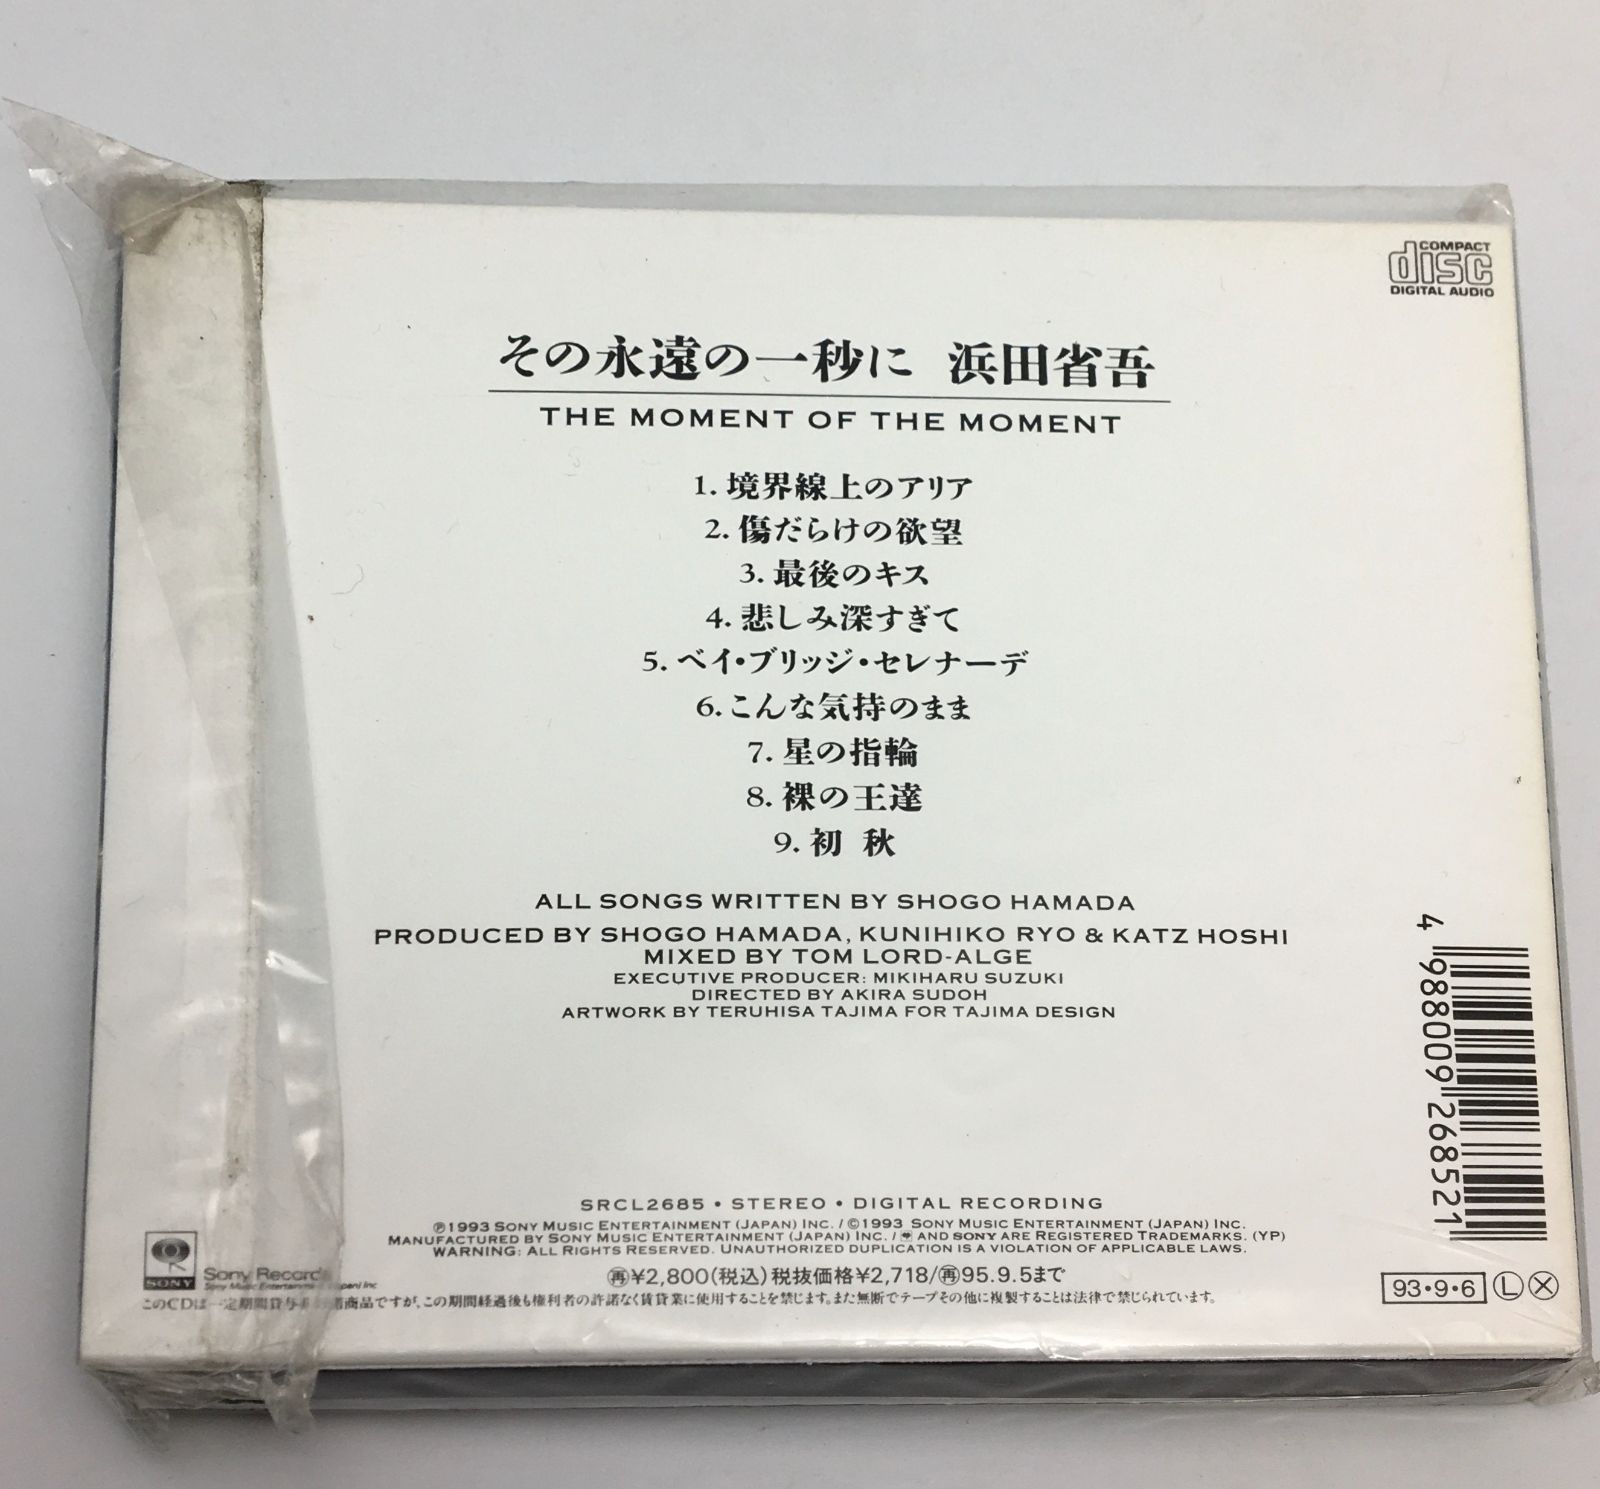 COMPACT
disc
DIGITAL AUDIO
その永遠の一秒に 浜田省吾
THE MOMENT OF THE MOMENT
1. 境界線上のアリア
2. 傷だらけの欲望
3. 最後のキス
4. 悲しみ深すぎて
5. ベイ・ブリッジ・セレナーデ
6. こんな気持のまま
7. 星の指輪
8. 裸の王達
9. 初 秋
ALL SONGS WRITTEN BY SHOGO HAMADA
PRODUCED BY SHOGO HAMADA, KUNIHIKO RYO & KATZ HOSHI
MIXED BY TOM LORD-ALGE
EXECUTIVE PRODUCER: MIKIHARU SUZUKI
DIRECTED BY AKIRA SUDOH
ARTWORK BY TERUHISA TAJIMA FOR TAJIMA DESIGN
4 988009 268521
SRCL2685 • STEREO • DIGITAL RECORDING
℗1993 SONY MUSIC ENTERTAINMENT (JAPAN) INC. / ©1993 SONY MUSIC ENTERTAINMENT (JAPAN) INC.
MANUFACTURED BY SONY MUSIC ENTERTAINMENT (JAPAN) INC. / AND SONY ARE REGISTERED TRADEMARKS. (YP)
WARNING: ALL RIGHTS RESERVED. UNAUTHORIZED DUPLICATION IS A VIOLATION OF APPLICABLE LAWS.
SONY
Sony Records
Sony Music Entertainment (Japan) Inc
㊢¥2,800(税込)税抜価格¥2,718/㊢95.9.5まで
93・9・6 Ⓛ ⓧ
このCDは一定期間貸与 商品ですが、この期間経過後も権利者の許諾なく賃貸業に使用することを禁じます。また無断でテープその他に複製することは法律で禁じられています。